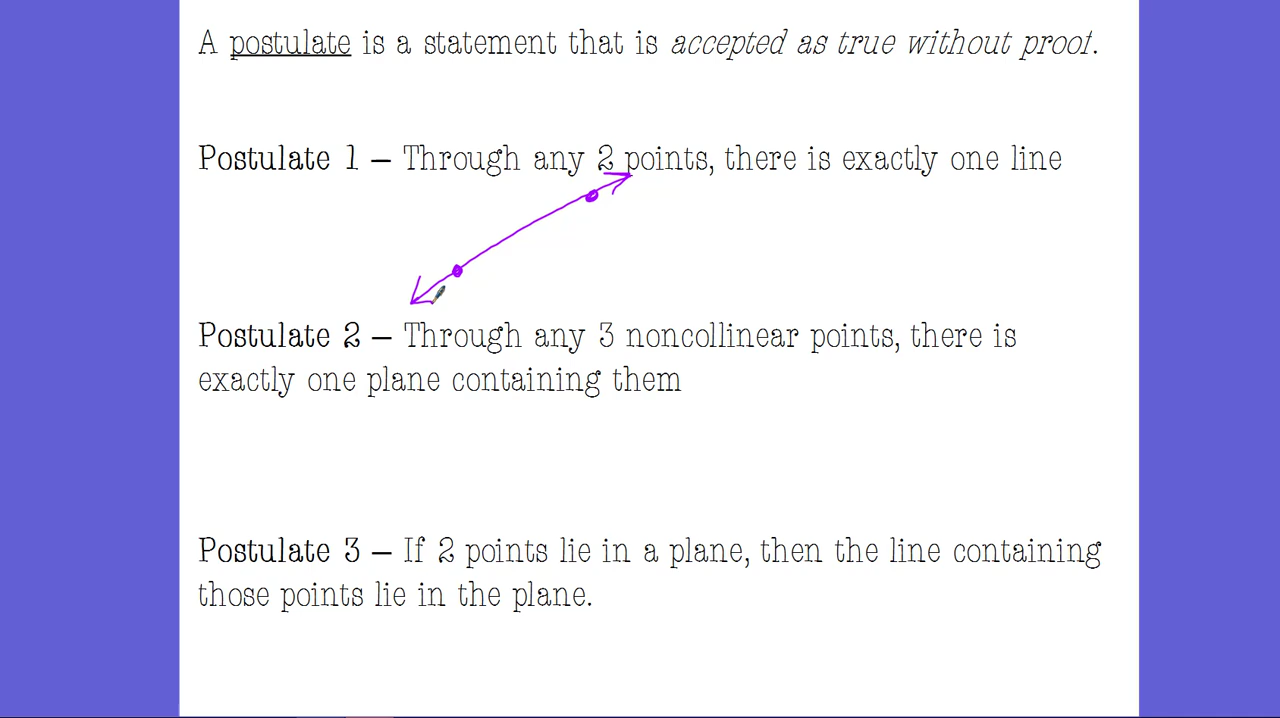 A postulate is a statement that is accepted as true without proof.
Postulate 1 – Through any 2 points, there is exactly one line
Postulate 2 – Through any 3 noncollinear points, there is
exactly one plane containing them
Postulate 3 – If 2 points lie in a plane, then the line containing
those points lie in the plane.